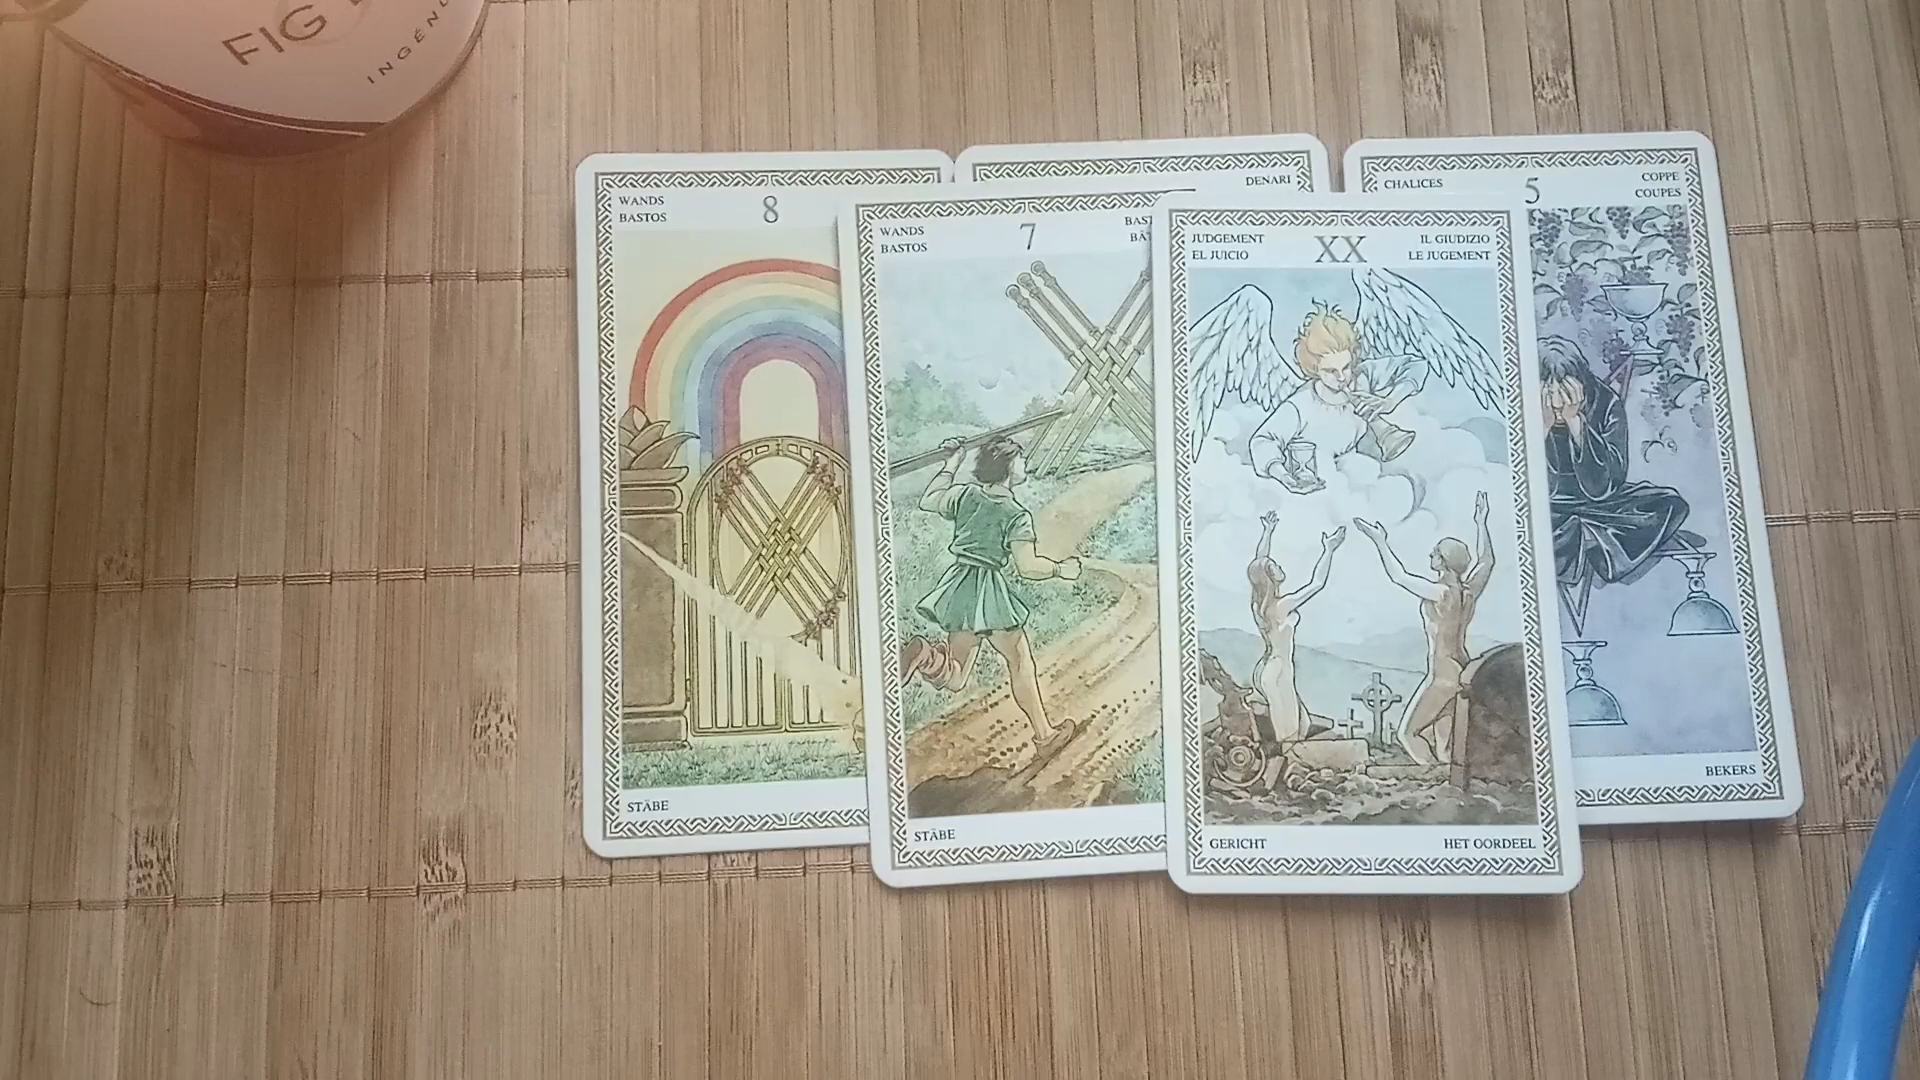 FIG
INGÉNU
WANDS
BASTOS
8
STÄBE
WANDS
BASTOS
7
STÄBE
DENARI
JUDGEMENT
EL JUICIO
XX
IL GIUDIZIO
LE JUGEMENT
GERICHT
HET OORDEEL
CHALICES
5
COPPE
COUPES
BEKERS